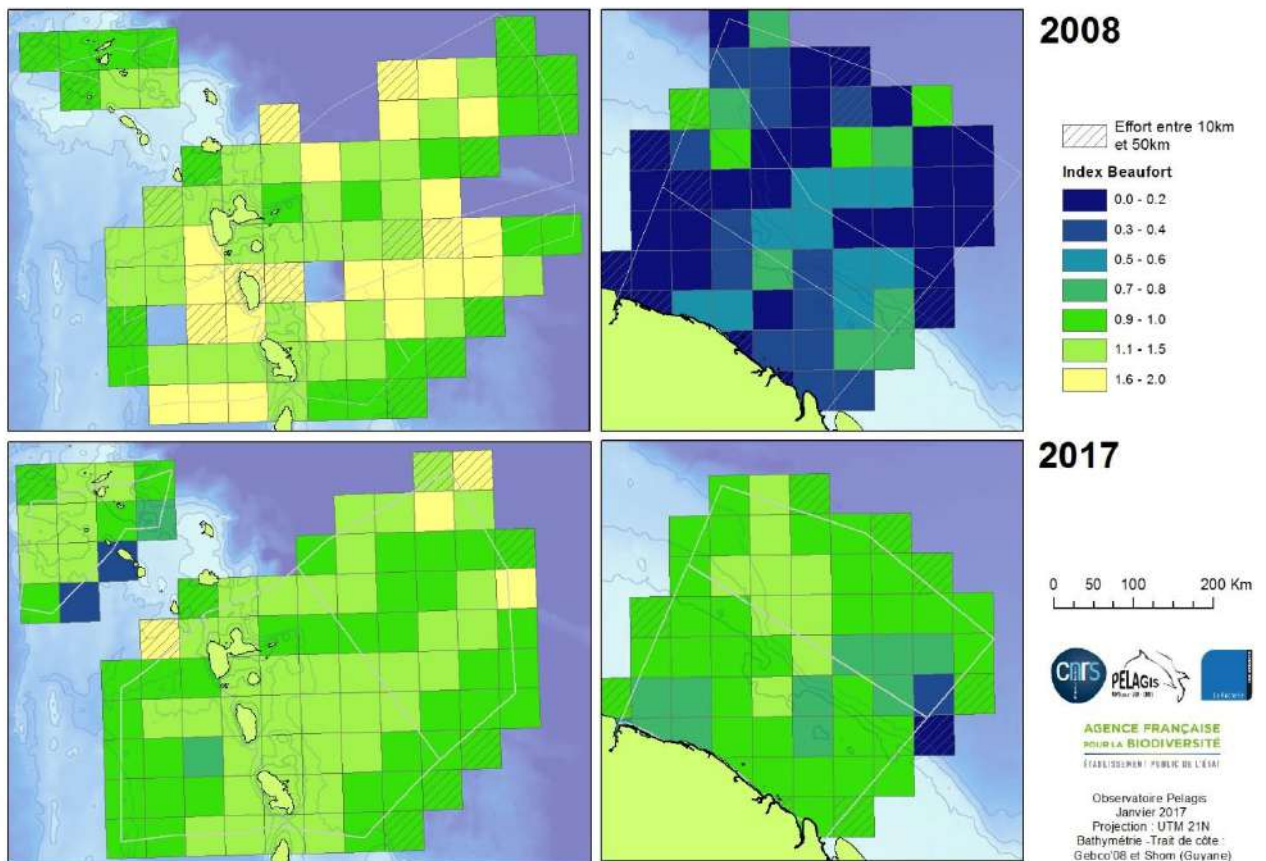 2008
Effort entre 10km
et 50km
Index Beaufort
0.0 - 0.2
0.3 - 0.4
0.5 - 0.6
0.7 - 0.8
0.9 - 1.0
1.1 - 1.5
1.6 - 2.0
2017
0 50 100 200 Km
cnrs
PELAGIS
AGENCE FRANÇAISE
POUR LA BIODIVERSITÉ
ÉTABLISSEMENT PUBLIC DE L'ÉTAT
Observatoire Pelagis
Janvier 2017
Projection : UTM 21N
Bathymétrie -Trait de côte :
Gebco'08 et Shom (Guyane)